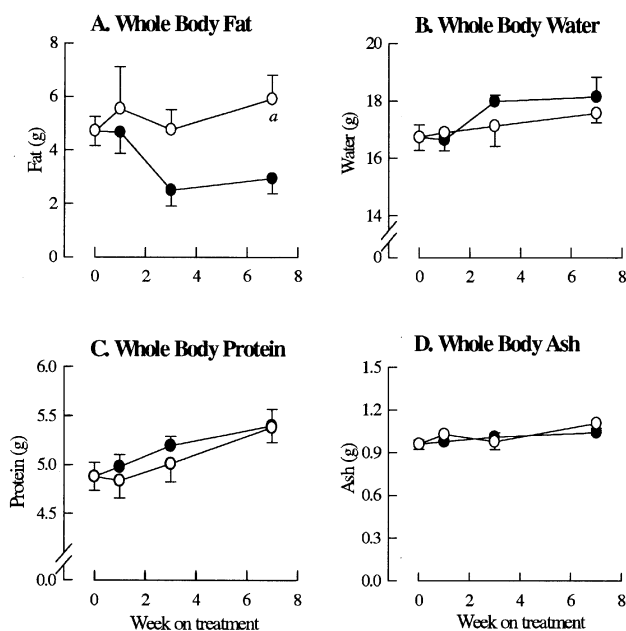 A. Whole Body Fat
8
6
4
2
0
Fat (g)
a
0 2 4 6 8
B. Whole Body Water
20
18
16
14
0
Water (g)
0 2 4 6 8
C. Whole Body Protein
6.0
5.5
5.0
4.5
0.0
Protein (g)
0 2 4 6 8
Week on treatment
D. Whole Body Ash
1.5
1.2
0.9
0.6
0.3
0.0
Ash (g)
0 2 4 6 8
Week on treatment